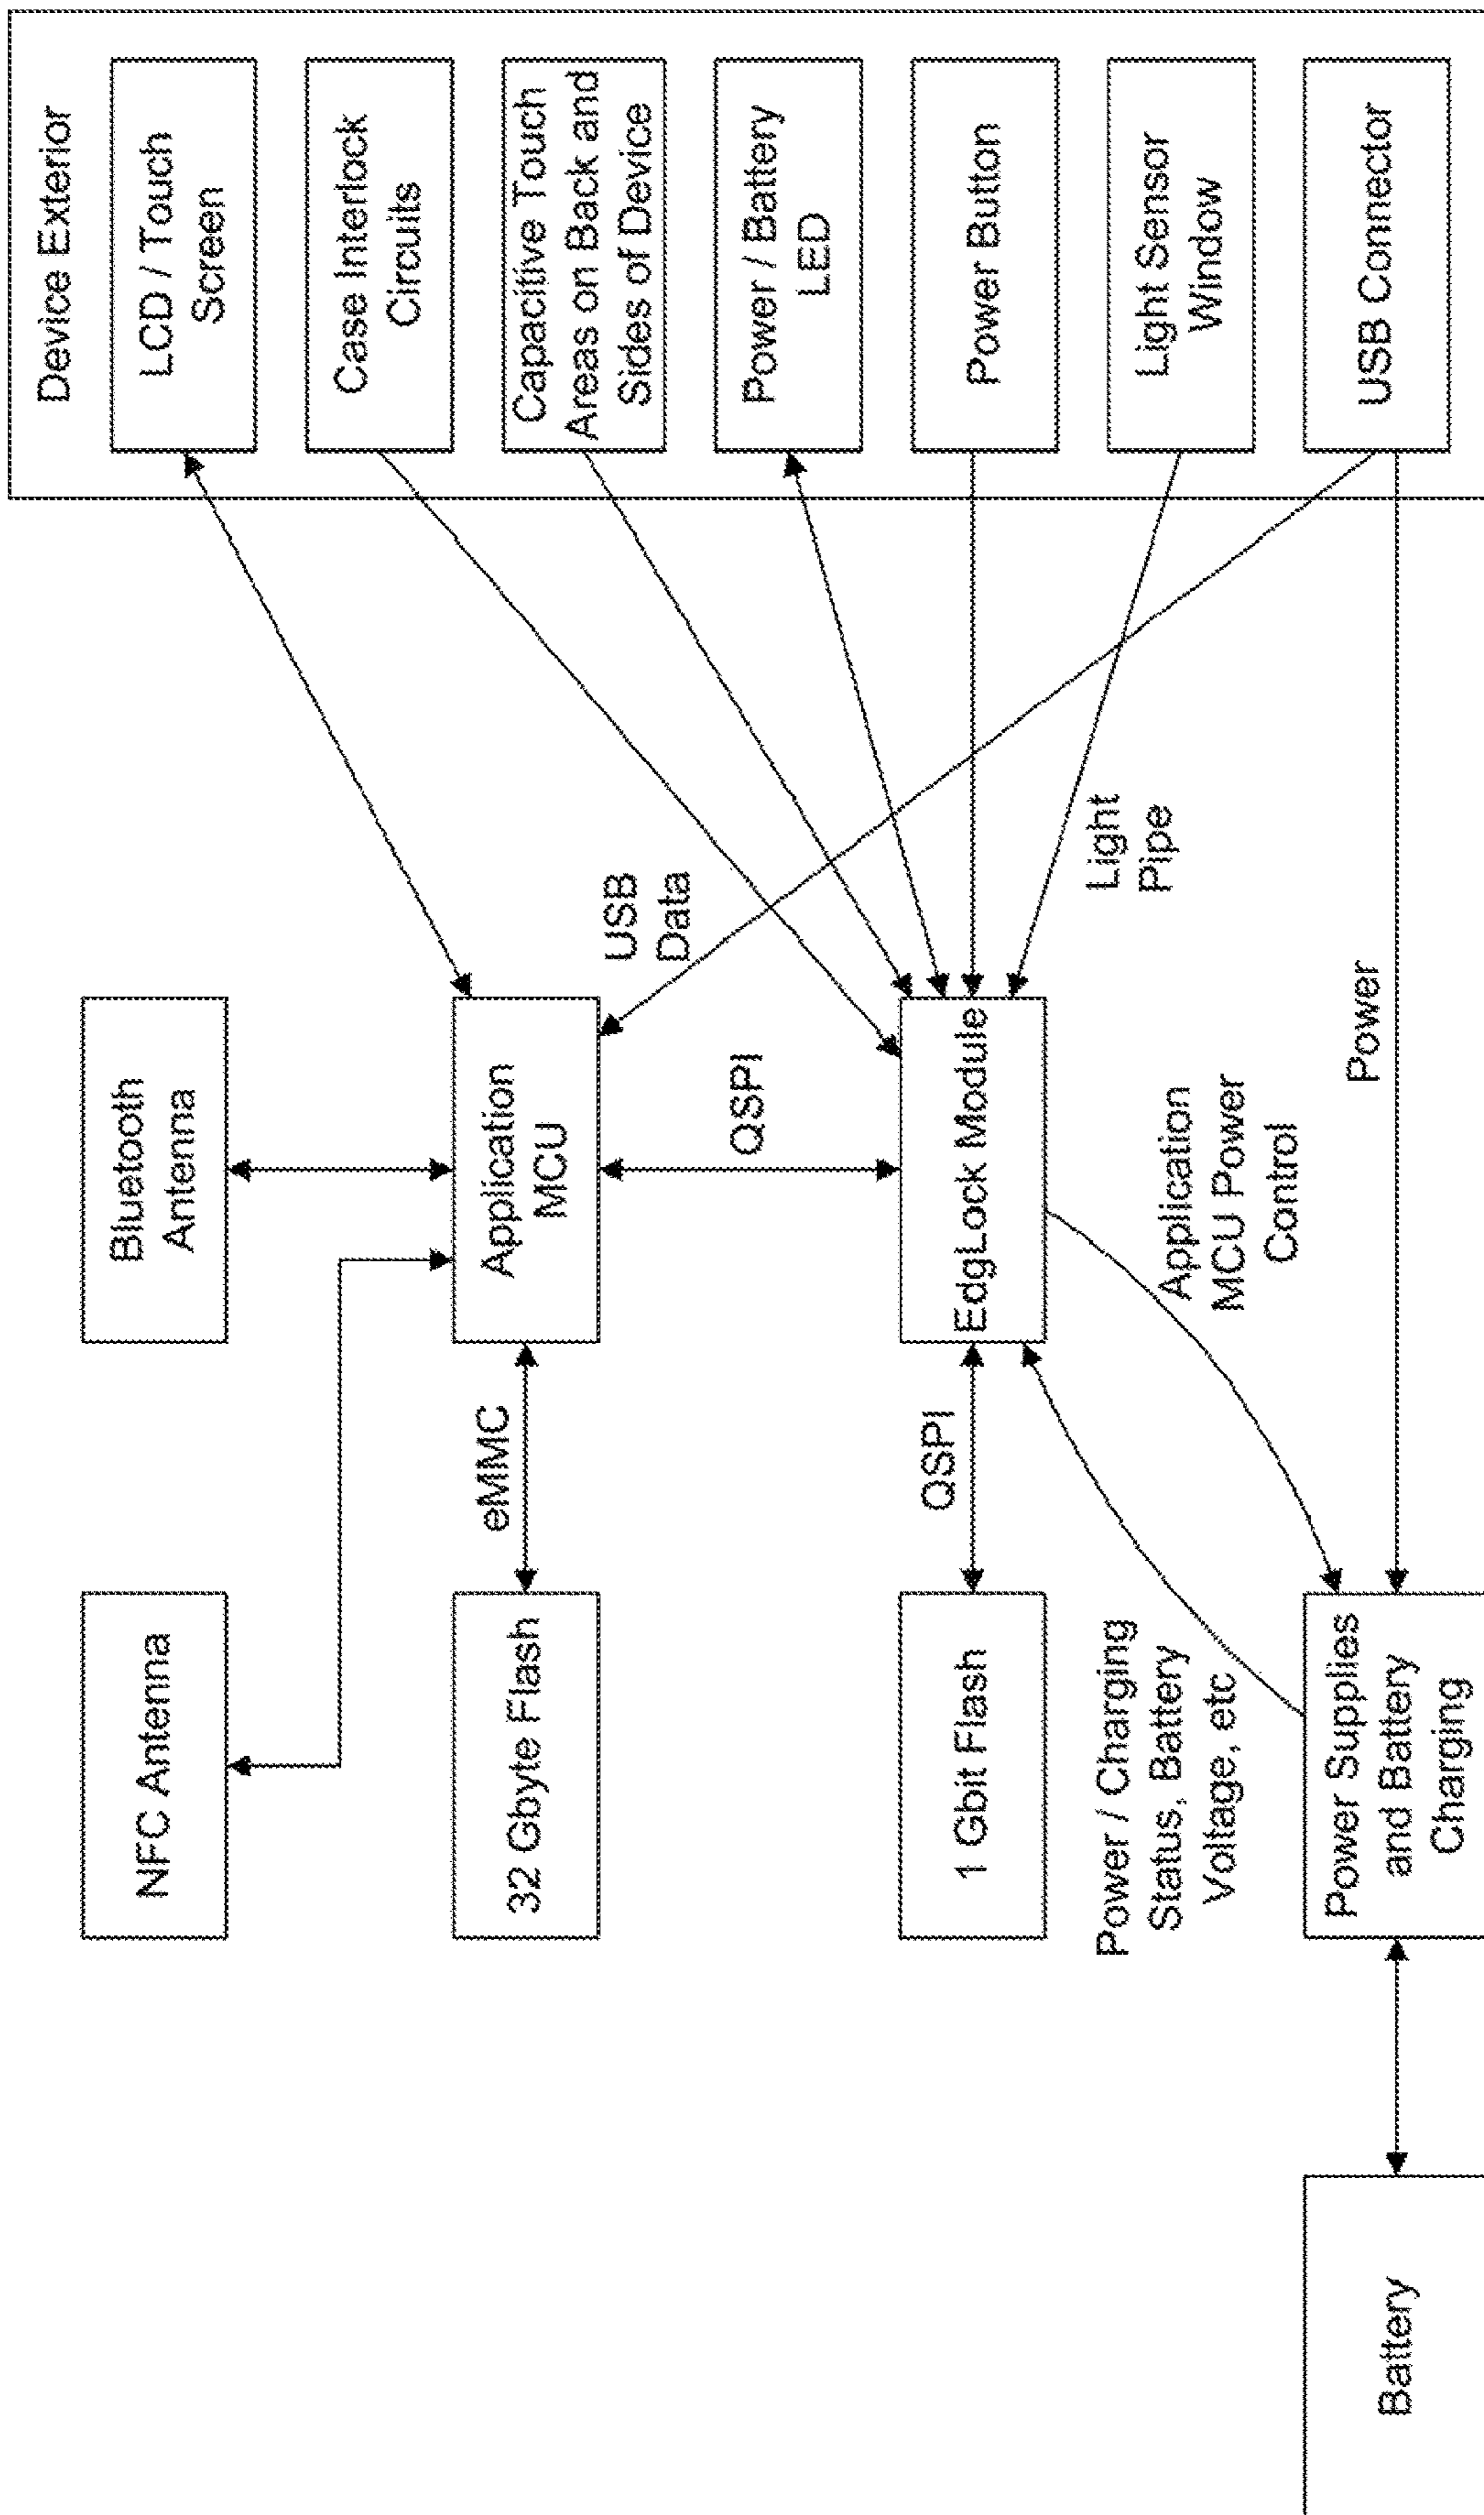 Device Exterior
LCD / Touch
Screen
Case Interlock
Circuits
Capacitive Touch
Areas on Back and
Sides of Device
Power / Battery
LED
Power Button
Light Sensor
Window
USB Connector
Bluetooth
Antenna
Application
MCU
USB
Data
QSPI
EdgLock Module
Light
Pipe
Application
MCU Power
Control
Power
NFC Antenna
eMMC
32 Gbyte Flash
QSPI
1 Gbit Flash
Power / Charging
Status, Battery
Voltage, etc
Power Supplies
and Battery
Charging
Battery